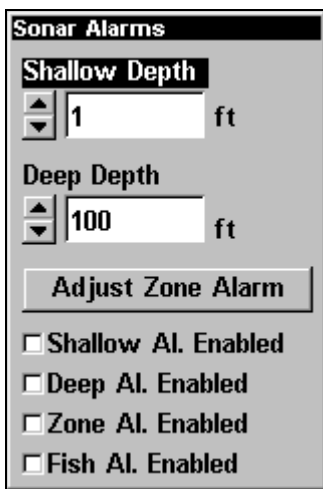 Sonar Alarms
Shallow Depth
1 ft
Deep Depth
100 ft
Adjust Zone Alarm
Shallow Al. Enabled
Deep Al. Enabled
Zone Al. Enabled
Fish Al. Enabled